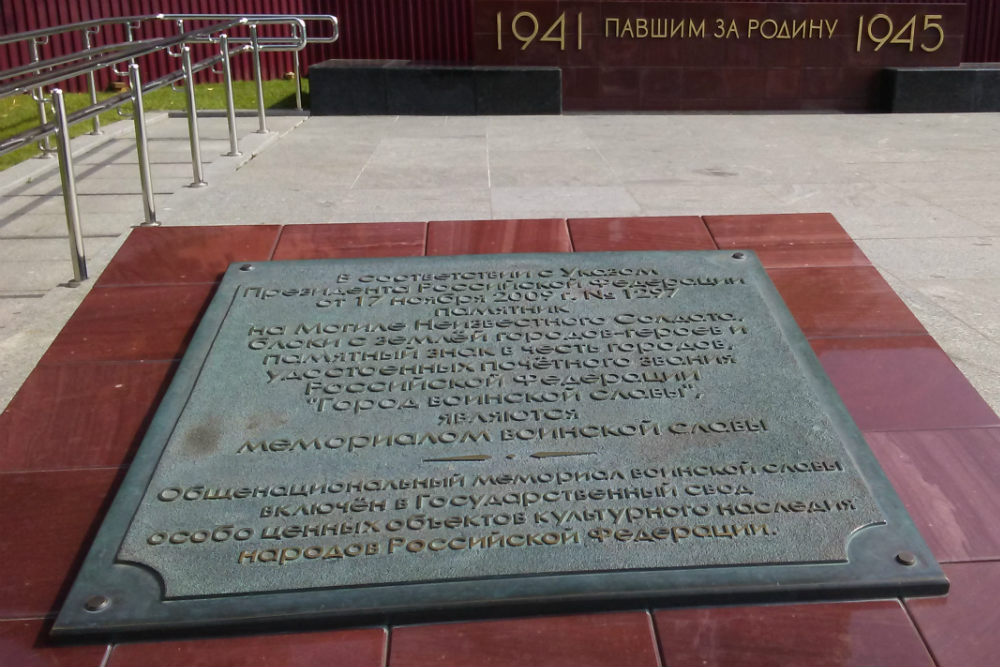 1941 ПАВШИМ ЗА РОДИНУ 1945
В соответствии с Указом
Президента Российской Федерации
от 17 ноября 2009 г. № 1297
памятник
на Могиле Неизвестного Солдата,
блоки с землёй городов-героев и
памятный знак в честь городов,
удостоенных почётного звания
Российской Федерации
"Город воинской славы",
являются
мемориалом воинской славы
Общенациональный мемориал воинской славы
включён в Государственный свод
особо ценных объектов культурного наследия
народов Российской Федерации.